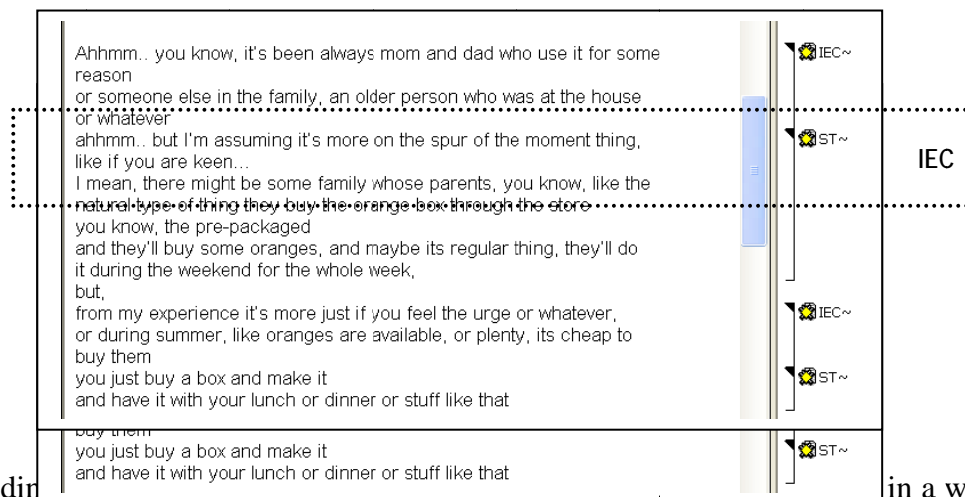 Ahhmm.. you know, it's been always mom and dad who use it for some
reason
or someone else in the family, an older person who was at the house
or whatever
ahhmm.. but I'm assuming it's more on the spur of the moment thing,
like if you are keen...
I mean, there might be some family whose parents, you know, like the
natural type of thing they buy the orange box through the store
you know, the pre-packaged
and they'll buy some oranges, and maybe its regular thing, they'll do
it during the weekend for the whole week,
but,
from my experience it's more just if you feel the urge or whatever,
or during summer, like oranges are available, or plenty, its cheap to
buy them
you just buy a box and make it
and have it with your lunch or dinner or stuff like that
IEC~
ST~
IEC~
ST~
IEC
buy them
you just buy a box and make it
and have it with your lunch or dinner or stuff like that
ST~
in a w